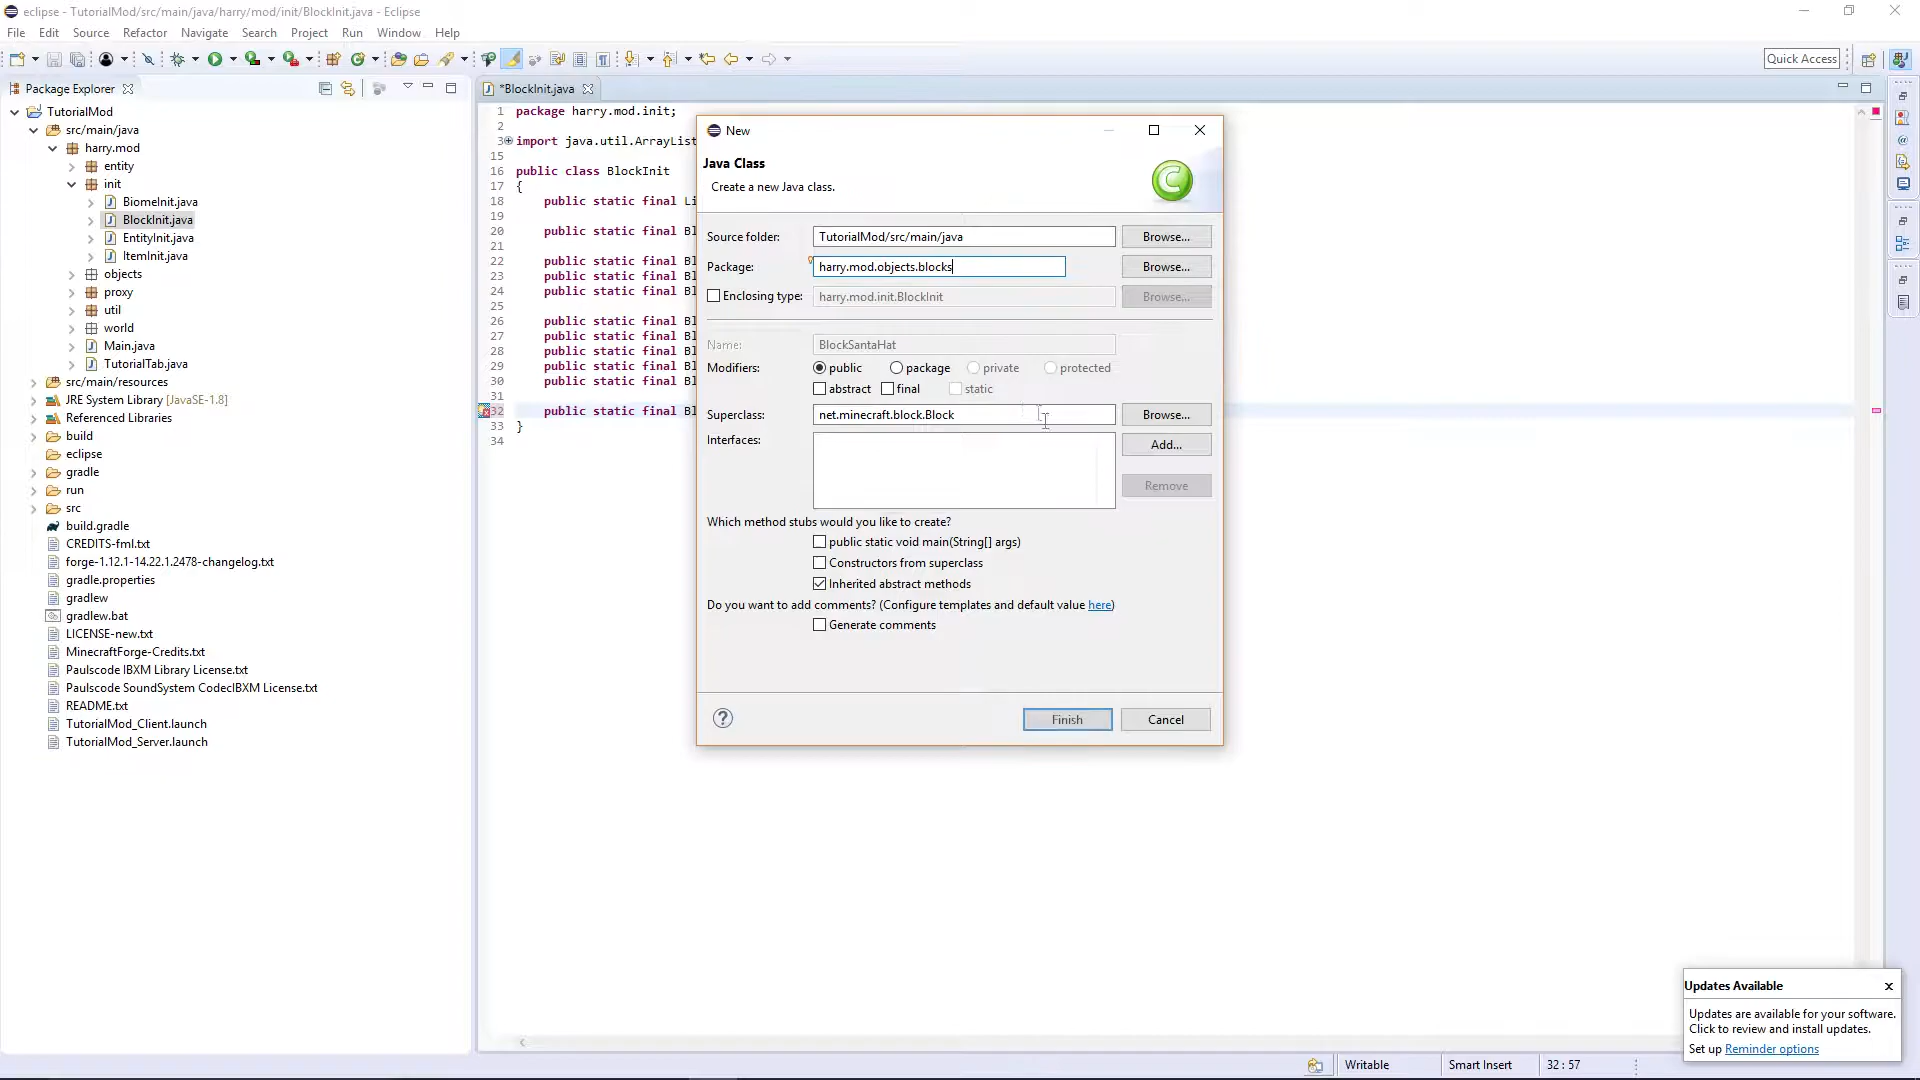 eclipse - TutorialMod/src/main/java/harry/mod/init/BlockInit.java - Eclipse
File Edit Source Refactor Navigate Search Project Run Window Help
Quick Access
Package Explorer
TutorialMod
src/main/java
harry.mod
entity
init
BiomeInit.java
BlockInit.java
EntityInit.java
ItemInit.java
objects
proxy
util
world
Main.java
TutorialTab.java
src/main/resources
JRE System Library [JavaSE-1.8]
Referenced Libraries
build
eclipse
gradle
run
src
build.gradle
CREDITS-fml.txt
forge-1.12.1-14.22.1.2478-changelog.txt
gradle.properties
gradlew
gradlew.bat
LICENSE-new.txt
MinecraftForge-Credits.txt
Paulscode IBXM Library License.txt
Paulscode SoundSystem CodecIBXM License.txt
README.txt
TutorialMod_Client.launch
TutorialMod_Server.launch
*BlockInit.java
1 package harry.mod.init;
2
3 import java.util.ArrayList
15
16 public class BlockInit
17 {
18 public static final Li
19
20 public static final Bl
21
22 public static final Bl
23 public static final Bl
24 public static final Bl
25
26 public static final Bl
27 public static final Bl
28 public static final Bl
29 public static final Bl
30 public static final Bl
31
32 public static final Bl
33 }
34
New
Java Class
Create a new Java class.
Source folder: TutorialMod/src/main/java Browse...
Package: harry.mod.objects.blocks Browse...
Enclosing type: harry.mod.init.BlockInit Browse...
Name: BlockSantaHat
Modifiers: public package private protected
abstract final static
Superclass: net.minecraft.block.Block Browse...
Interfaces: Add...
Remove
Which method stubs would you like to create?
public static void main(String[] args)
Constructors from superclass
Inherited abstract methods
Do you want to add comments? (Configure templates and default value here)
Generate comments
? Finish Cancel
Updates Available
Updates are available for your software.
Click to review and install updates.
Set up Reminder options
Writable Smart Insert 32 : 57